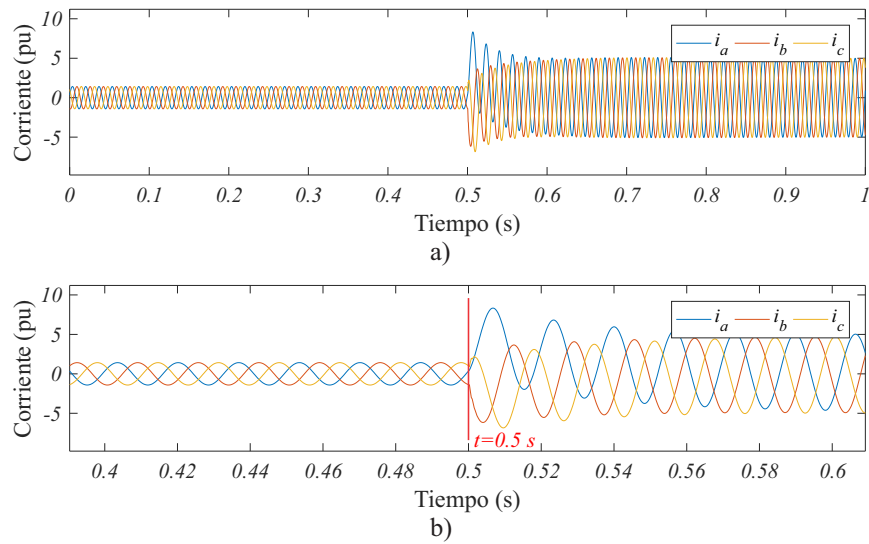 10
5
0
-5
Corriente (pu)
i_a i_b i_c
0 0.1 0.2 0.3 0.4 0.5 0.6 0.7 0.8 0.9 1
Tiempo (s)
a)
10
5
0
-5
Corriente (pu)
i_a i_b i_c
t=0.5 s
0.4 0.42 0.44 0.46 0.48 0.5 0.52 0.54 0.56 0.58 0.6
Tiempo (s)
b)